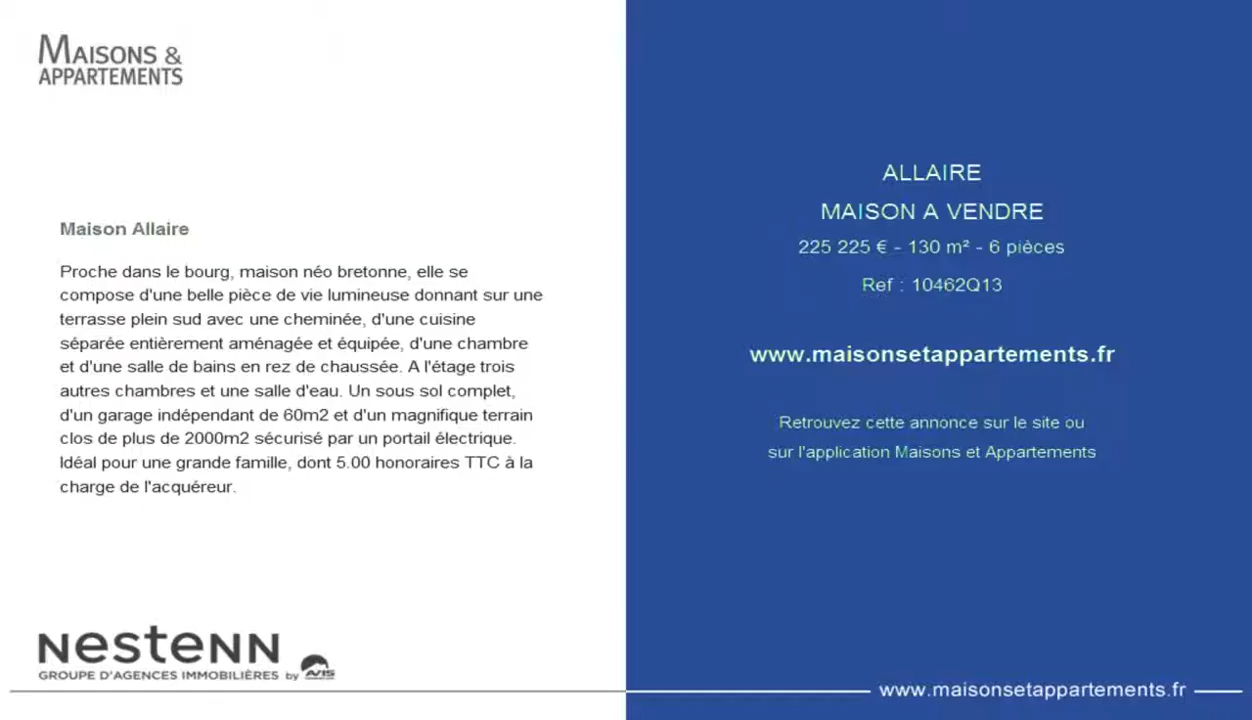 MAISONS &
APPARTEMENTS
Maison Allaire
Proche dans le bourg, maison néo bretonne, elle se
compose d'une belle pièce de vie lumineuse donnant sur une
terrasse plein sud avec une cheminée, d'une cuisine
séparée entièrement aménagée et équipée, d'une chambre
et d'une salle de bains en rez de chaussée. A l'étage trois
autres chambres et une salle d'eau. Un sous sol complet,
d'un garage indépendant de 60m2 et d'un magnifique terrain
clos de plus de 2000m2 sécurisé par un portail électrique.
Idéal pour une grande famille, dont 5.00 honoraires TTC à la
charge de l'acquéreur.
nestenn
GROUPE D'AGENCES IMMOBILIÈRES by AVIS
ALLAIRE
MAISON A VENDRE
225 225 € - 130 m² - 6 pièces
Ref : 10462Q13
www.maisonsetappartements.fr
Retrouvez cette annonce sur le site ou
sur l'application Maisons et Appartements
www.maisonsetappartements.fr